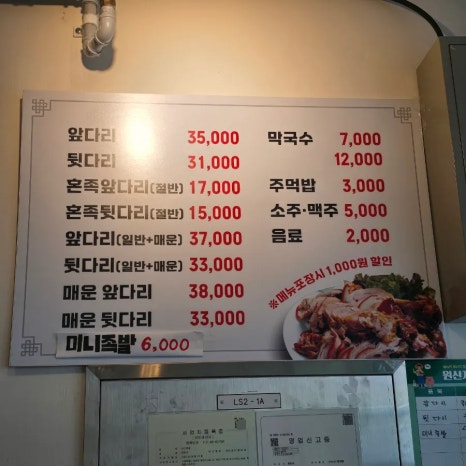 앞다리 35,000
뒷다리 31,000
혼족앞다리(절반) 17,000
혼족뒷다리(절반) 15,000
앞다리(일반+매운) 37,000
뒷다리(일반+매운) 33,000
매운 앞다리 38,000
매운 뒷다리 33,000
미니족발 6,000
막국수 7,000
12,000
주먹밥 3,000
소주·맥주 5,000
음료 2,000
※메뉴포장시 1,000원 할인
LS2-1A
영업신고증
원산지